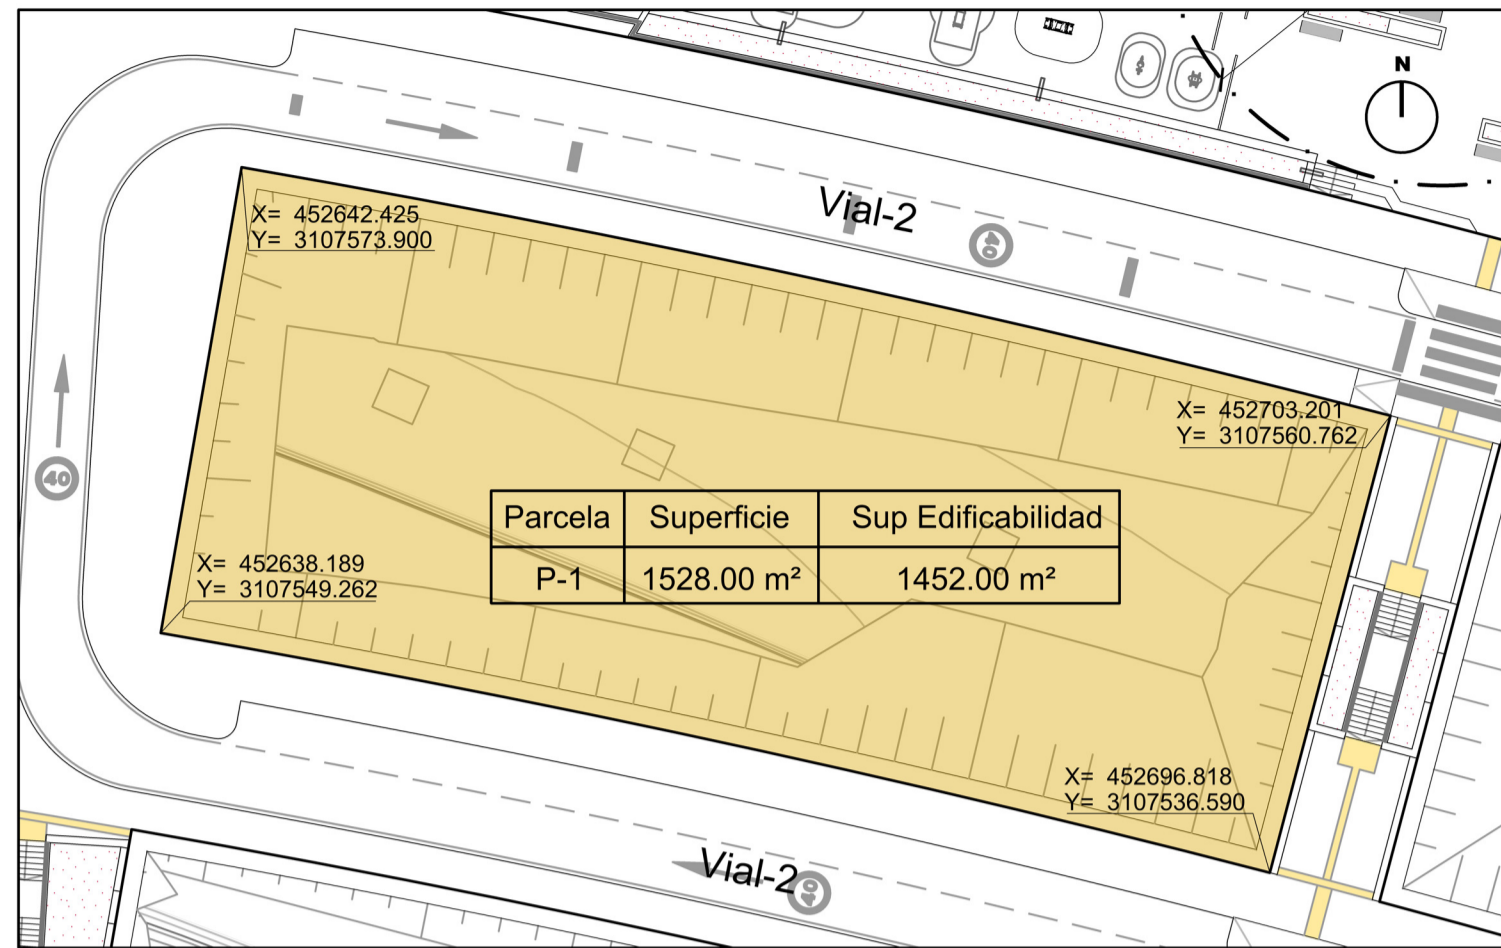 N
Vial-2
40
X= 452642.425
Y= 3107573.900
X= 452703.201
Y= 3107560.762
40
Parcela Superficie Sup Edificabilidad
P-1 1528.00 m² 1452.00 m²
X= 452638.189
Y= 3107549.262
X= 452696.818
Y= 3107536.590
Vial-2
40